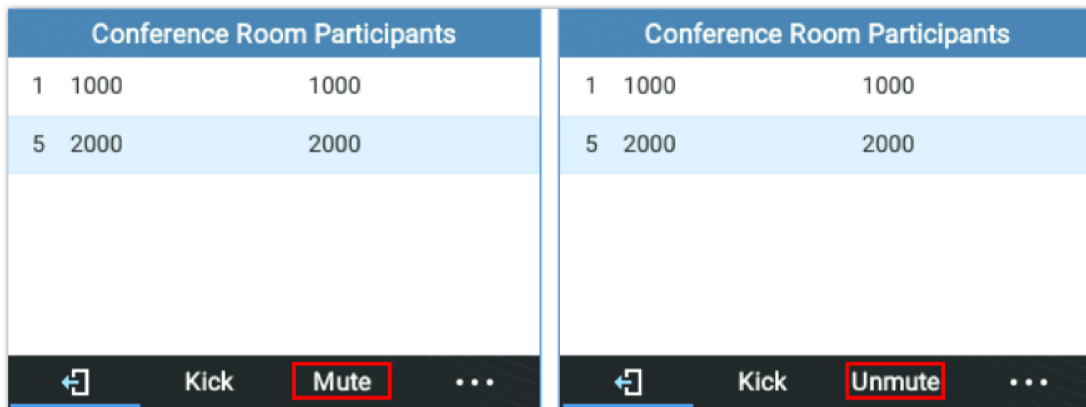 Conference Room Participants
1 1000 1000
5 2000 2000
Kick Mute ...
Conference Room Participants
1 1000 1000
5 2000 2000
Kick Unmute ...